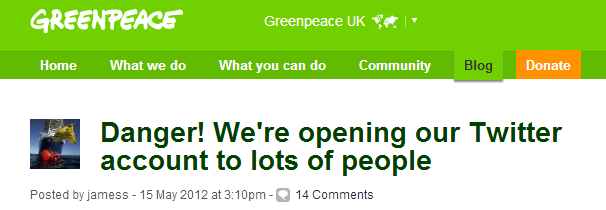 GREENPEACE
Greenpeace UK
Home What we do What you can do Community Blog Donate
Danger! We're opening our Twitter
account to lots of people
Posted by jamess - 15 May 2012 at 3:10pm - 14 Comments